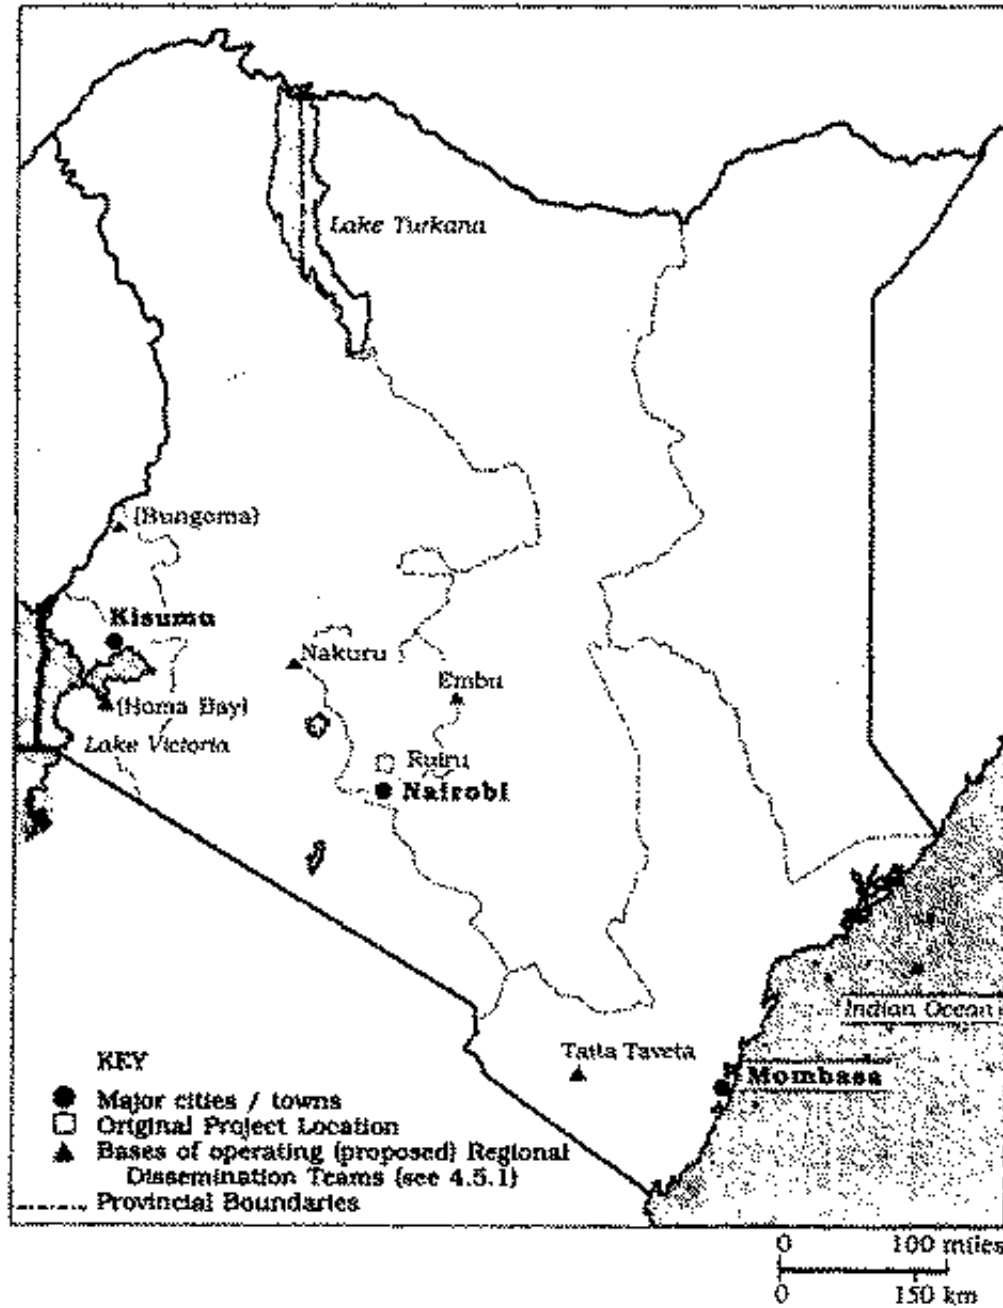 Lake Turkana
(Bungoma)
Kisumu
Nakuru
Embu
(Homa Bay)
Lake Victoria
Ruiru
Nairobi
Indian Ocean
Taita Taveta
Mombasa
KEY
Major cities / towns
Original Project Location
Bases of operating (proposed) Regional
Dissemination Teams (see 4.5.1)
Provincial Boundaries
0 100 miles
0 150 km